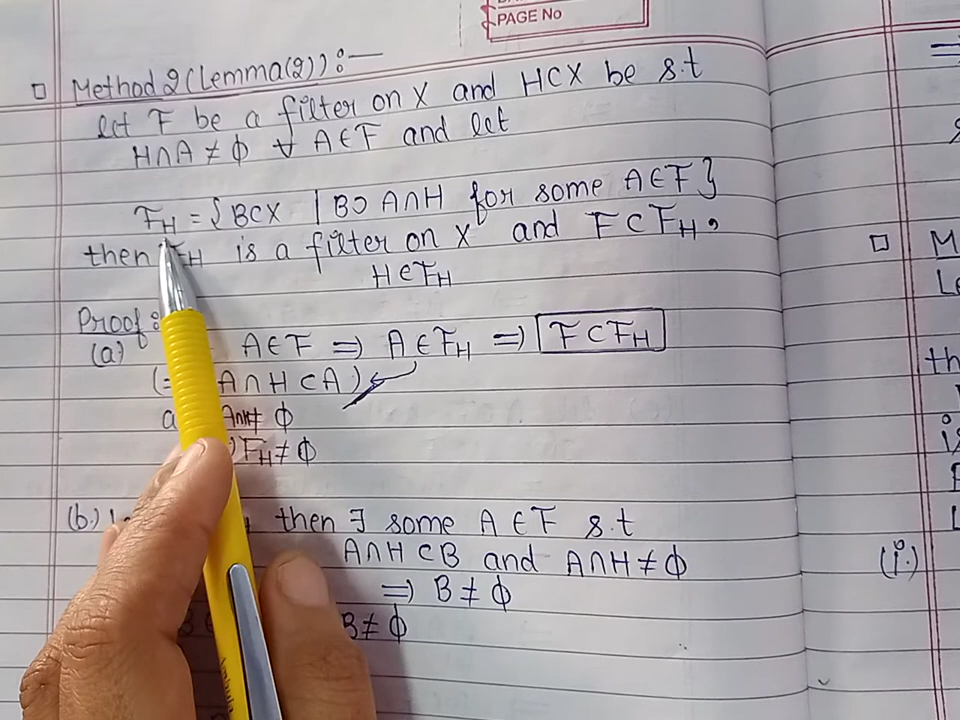 PAGE No
□ Method 2 (Lemma(2)):—
let F be a filter on X and H⊂X be s.t
H∩A ≠ ϕ ∀ A∈F and let
F_H = {B⊂X | B⊃A∩H for some A∈F}
then F_H is a filter on X and F⊂F_H,
H∈F_H
Proof:
(a) A∈F ⇒ A∈F_H ⇒ F⊂F_H
A∩H⊂A)
A∩H≠ ϕ
F_H≠ ϕ
(b.) then ∃ some A∈F s.t
A∩H⊂B and A∩H≠ϕ
⇒ B≠ϕ
B≠ϕ
□
(i.)